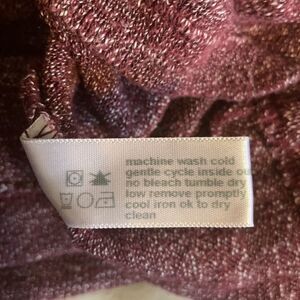 machine wash cold
gentle cycle inside ou
no bleach tumble dry
low remove promptly
cool iron ok to dry
clean